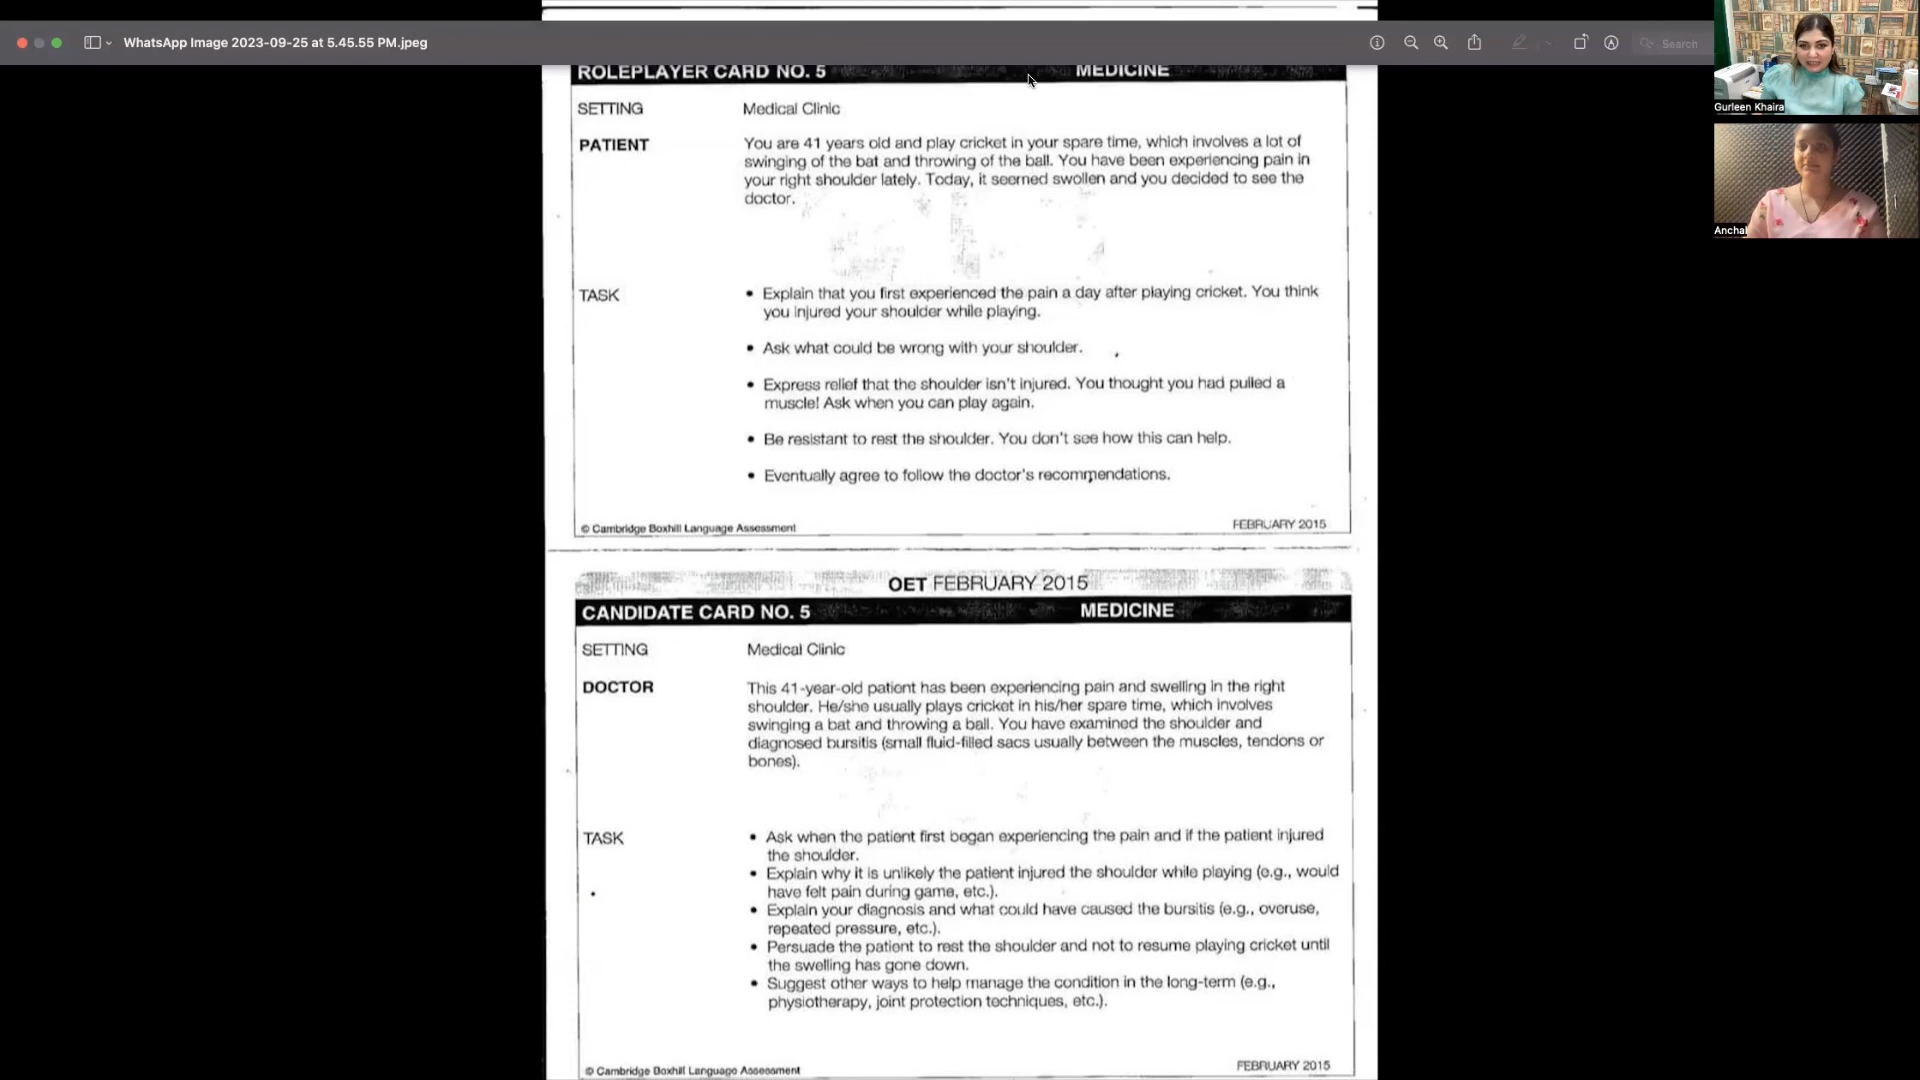 WhatsApp Image 2023-09-25 at 5.45.55 PM.jpeg
Search
Gurleen Khaira
Anchal
ROLEPLAYER CARD NO. 5 MEDICINE
SETTING Medical Clinic
PATIENT You are 41 years old and play cricket in your spare time, which involves a lot of
swinging of the bat and throwing of the ball. You have been experiencing pain in
your right shoulder lately. Today, it seemed swollen and you decided to see the
doctor.
TASK • Explain that you first experienced the pain a day after playing cricket. You think
you injured your shoulder while playing.
• Ask what could be wrong with your shoulder.
• Express relief that the shoulder isn't injured. You thought you had pulled a
muscle! Ask when you can play again.
• Be resistant to rest the shoulder. You don't see how this can help.
• Eventually agree to follow the doctor's recommendations.
© Cambridge Boxhill Language Assessment FEBRUARY 2015
OET FEBRUARY 2015
CANDIDATE CARD NO. 5 MEDICINE
SETTING Medical Clinic
DOCTOR This 41-year-old patient has been experiencing pain and swelling in the right
shoulder. He/she usually plays cricket in his/her spare time, which involves
swinging a bat and throwing a ball. You have examined the shoulder and
diagnosed bursitis (small fluid-filled sacs usually between the muscles, tendons or
bones).
TASK • Ask when the patient first began experiencing the pain and if the patient injured
the shoulder.
• Explain why it is unlikely the patient injured the shoulder while playing (e.g., would
have felt pain during game, etc.).
• Explain your diagnosis and what could have caused the bursitis (e.g., overuse,
repeated pressure, etc.).
• Persuade the patient to rest the shoulder and not to resume playing cricket until
the swelling has gone down.
• Suggest other ways to help manage the condition in the long-term (e.g.,
physiotherapy, joint protection techniques, etc.).
© Cambridge Boxhill Language Assessment FEBRUARY 2015